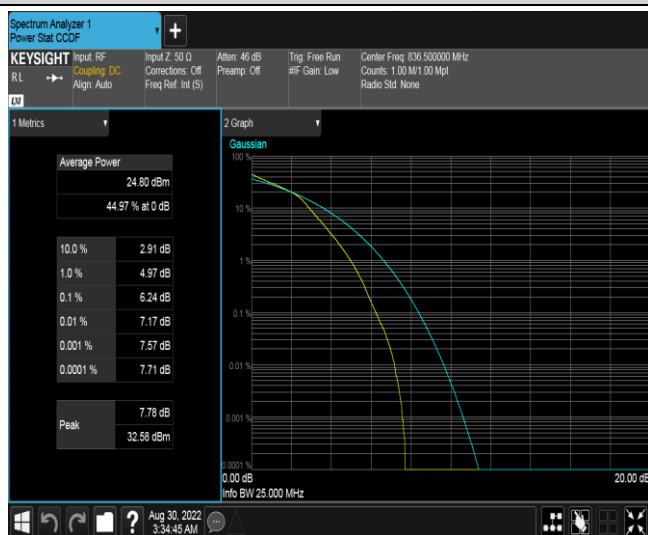 Spectrum Analyzer 1
Power Stat CCDF
KEYSIGHT
RL
LXI
Input: RF
Coupling: DC
Align: Auto
Input Z: 50 Ω
Corrections: Off
Freq Ref: Int (S)
Atten: 46 dB
Preamp: Off
Trig: Free Run
#IF Gain: Low
Center Freq: 836.500000 MHz
Counts: 1.00 M/1.00 Mpt
Radio Std: None
1 Metrics
Average Power
24.80 dBm
44.97 % at 0 dB
10.0 % 2.91 dB
1.0 % 4.97 dB
0.1 % 6.24 dB
0.01 % 7.17 dB
0.001 % 7.57 dB
0.0001 % 7.71 dB
Peak
7.78 dB
32.58 dBm
2 Graph
Gaussian
100 %
10 %
1 %
0.1 %
0.01 %
0.001 %
0.0001 %
0.00 dB
20.00 dB
Info BW 25.000 MHz
?
Aug 30, 2022
3:34:45 AM